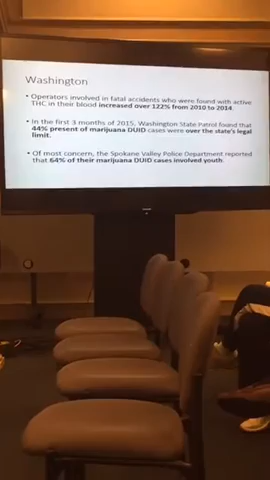 Washington
• Operators involved in fatal accidents who were found with active
THC in their blood increased over 122% from 2010 to 2014.
• In the first 3 months of 2015, Washington State Patrol found that
44% present of marijuana DUID cases were over the state's legal
limit.
• Of most concern, the Spokane Valley Police Department reported
that 64% of their marijuana DUID cases involved youth.